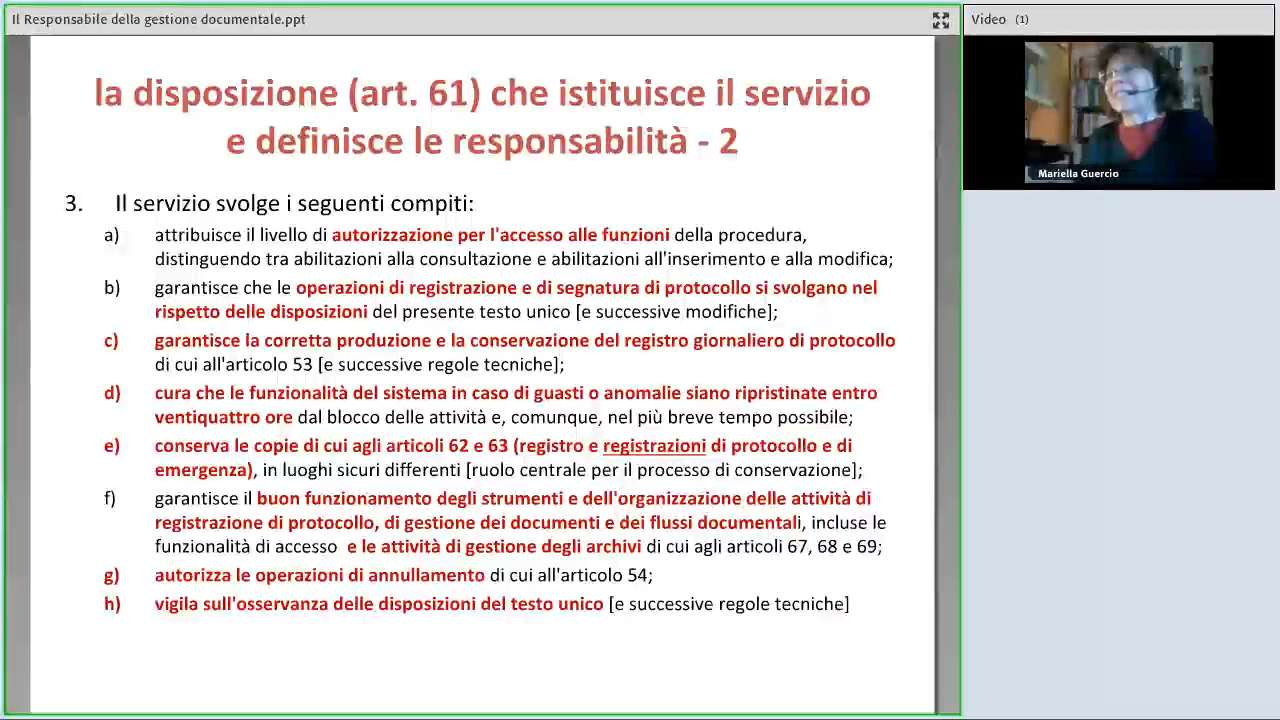 Il Responsabile della gestione documentale.ppt
Video (1)
Mariella Guercio
la disposizione (art. 61) che istituisce il servizio
e definisce le responsabilità - 2
3. Il servizio svolge i seguenti compiti:
a) attribuisce il livello di autorizzazione per l'accesso alle funzioni della procedura,
distinguendo tra abilitazioni alla consultazione e abilitazioni all'inserimento e alla modifica;
b) garantisce che le operazioni di registrazione e di segnatura di protocollo si svolgano nel
rispetto delle disposizioni del presente testo unico [e successive modifiche];
c) garantisce la corretta produzione e la conservazione del registro giornaliero di protocollo
di cui all'articolo 53 [e successive regole tecniche];
d) cura che le funzionalità del sistema in caso di guasti o anomalie siano ripristinate entro
ventiquattro ore dal blocco delle attività e, comunque, nel più breve tempo possibile;
e) conserva le copie di cui agli articoli 62 e 63 (registro e registrazioni di protocollo e di
emergenza), in luoghi sicuri differenti [ruolo centrale per il processo di conservazione];
f) garantisce il buon funzionamento degli strumenti e dell'organizzazione delle attività di
registrazione di protocollo, di gestione dei documenti e dei flussi documentali, incluse le
funzionalità di accesso e le attività di gestione degli archivi di cui agli articoli 67, 68 e 69;
g) autorizza le operazioni di annullamento di cui all'articolo 54;
h) vigila sull'osservanza delle disposizioni del testo unico [e successive regole tecniche]